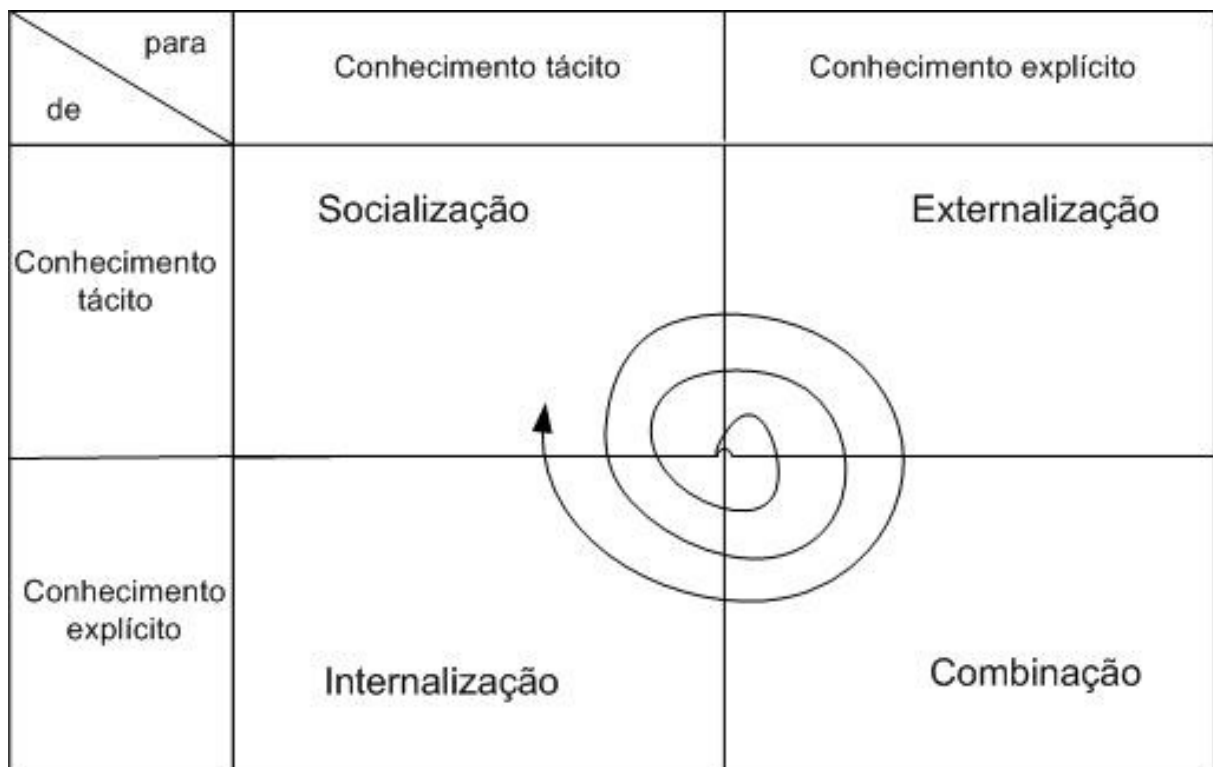 para
de
Conhecimento tácito
Conhecimento explícito
Conhecimento
tácito
Socialização
Externalização
Conhecimento
explícito
Internalização
Combinação